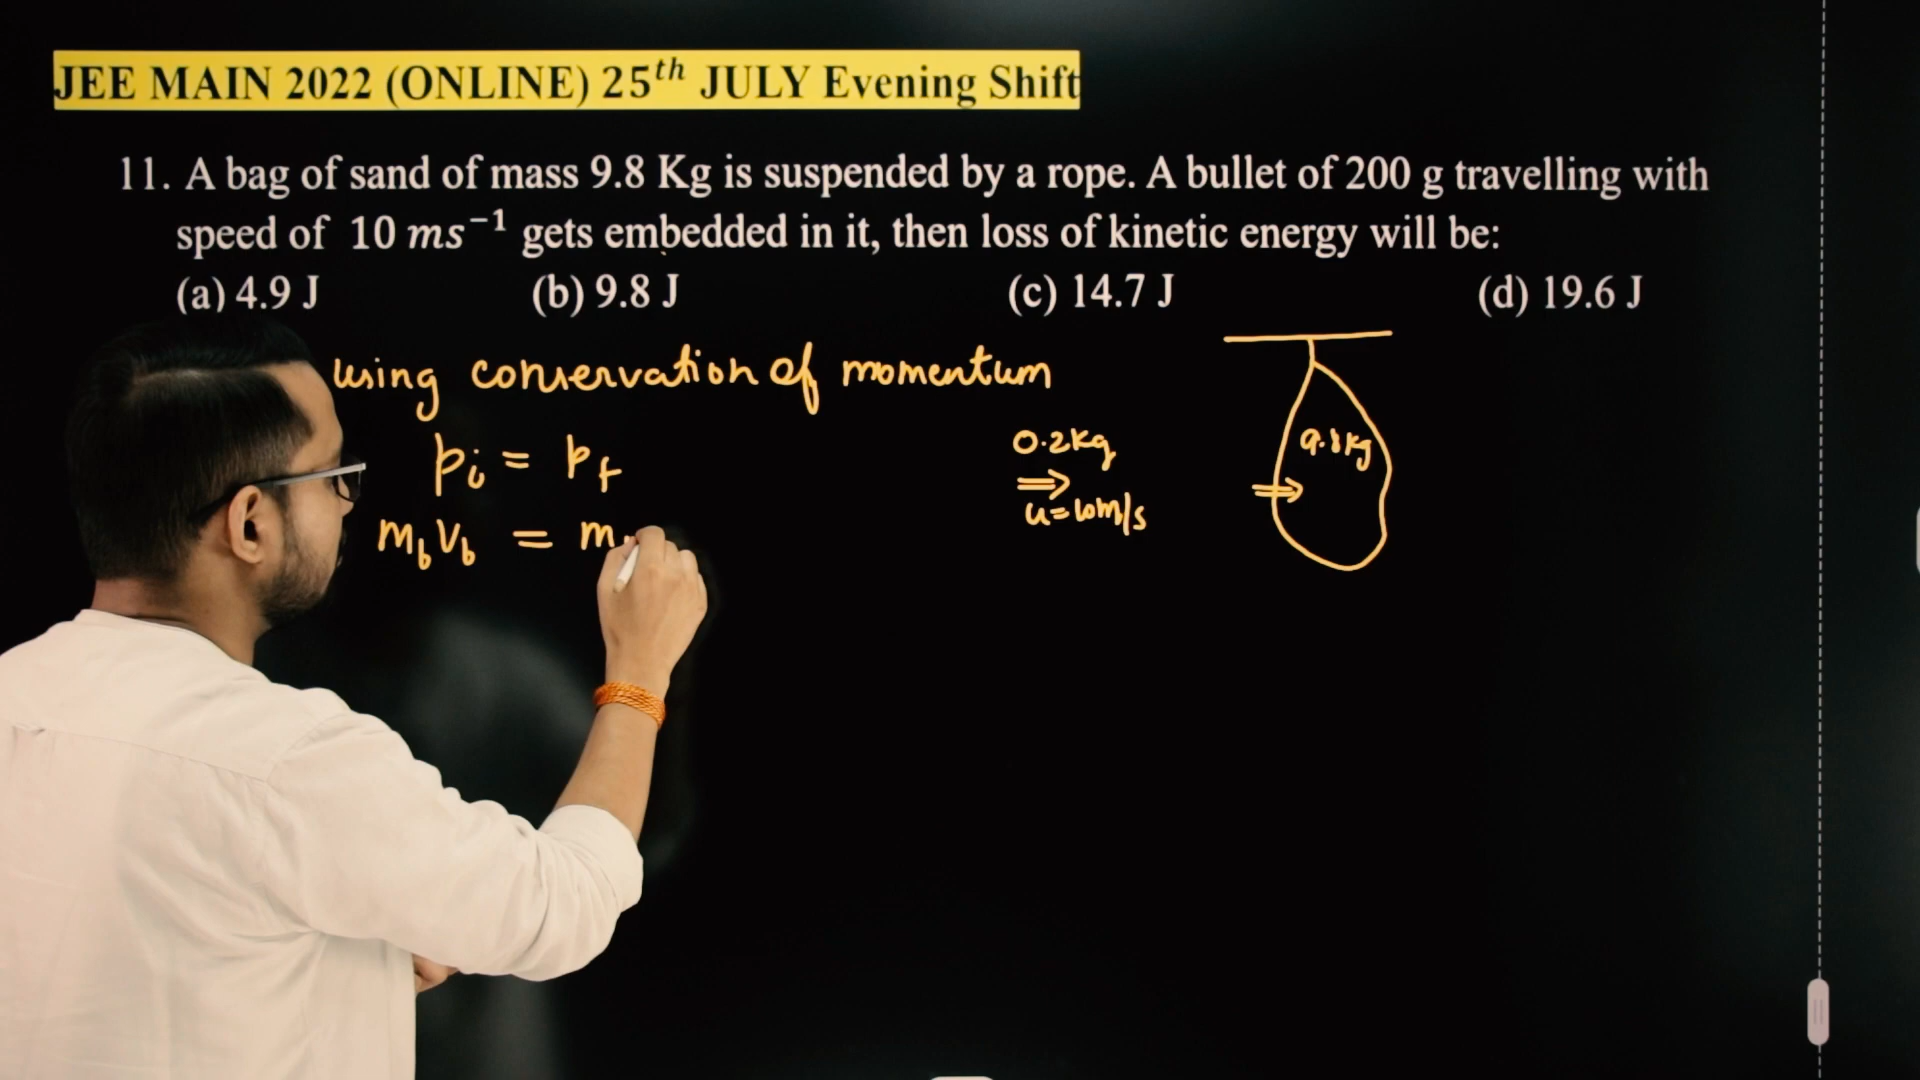 JEE MAIN 2022 (ONLINE) 25th JULY Evening Shift
11. A bag of sand of mass 9.8 Kg is suspended by a rope. A bullet of 200 g travelling with
speed of 10 ms⁻¹ gets embedded in it, then loss of kinetic energy will be:
(a) 4.9 J (b) 9.8 J (c) 14.7 J (d) 19.6 J
using conservation of momentum
pᵢ = p_f
m_b V_b = m
0.2kg
u=10m/s
9.8kg